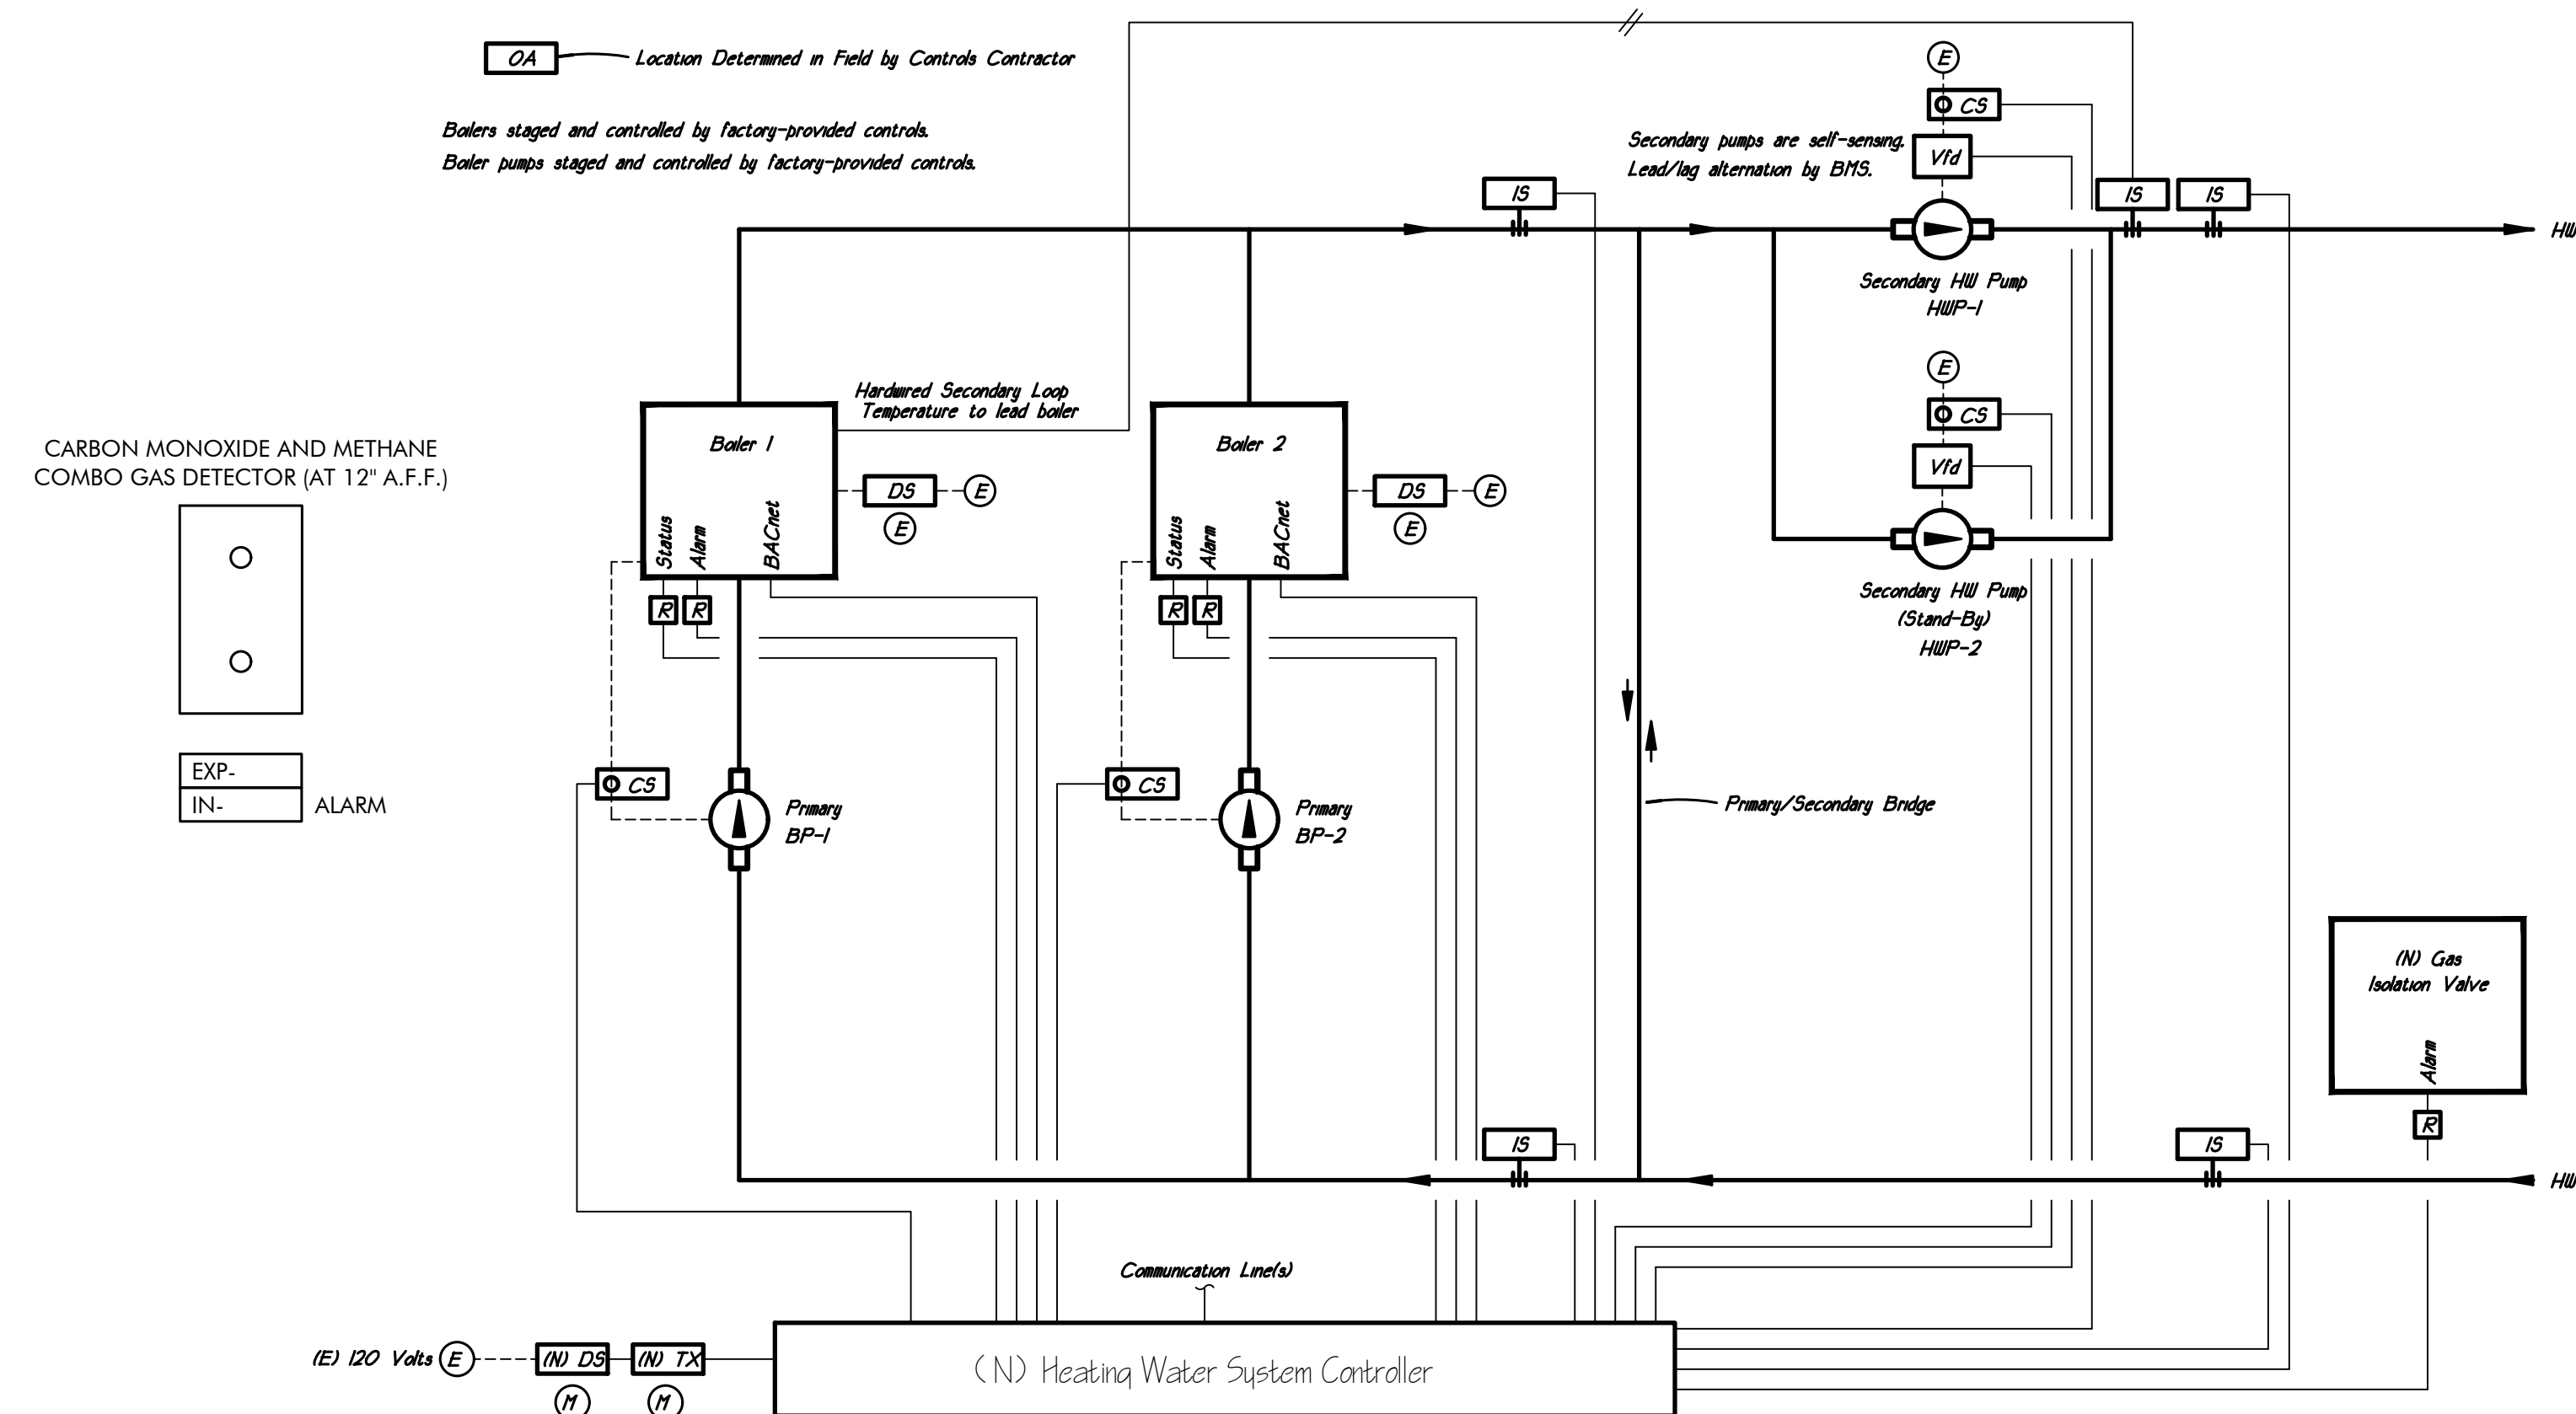 OA
Location Determined in Field by Controls Contractor
Boilers staged and controlled by factory-provided controls.
Boiler pumps staged and controlled by factory-provided controls.
E
CS
Secondary pumps are self-sensing.
Lead/lag alternation by BMS.
Vfd
IS
IS
IS
HW
Secondary HW Pump
HWP-1
E
CS
Vfd
Secondary HW Pump
(Stand-By)
HWP-2
Hardwired Secondary Loop
Temperature to lead boiler
Boiler 1
Status
Alarm
BACnet
DS
E
E
R
R
Boiler 2
Status
Alarm
BACnet
DS
E
E
R
R
CARBON MONOXIDE AND METHANE
COMBO GAS DETECTOR (AT 12" A.F.F.)
EXP-
IN-
ALARM
CS
Primary
BP-1
CS
Primary
BP-2
Primary/Secondary Bridge
(N) Gas
Isolation Valve
Alarm
R
IS
IS
HW
Communication Line(s)
(E) 120 Volts
E
(N) DS
(N) TX
M
M
(N) Heating Water System Controller